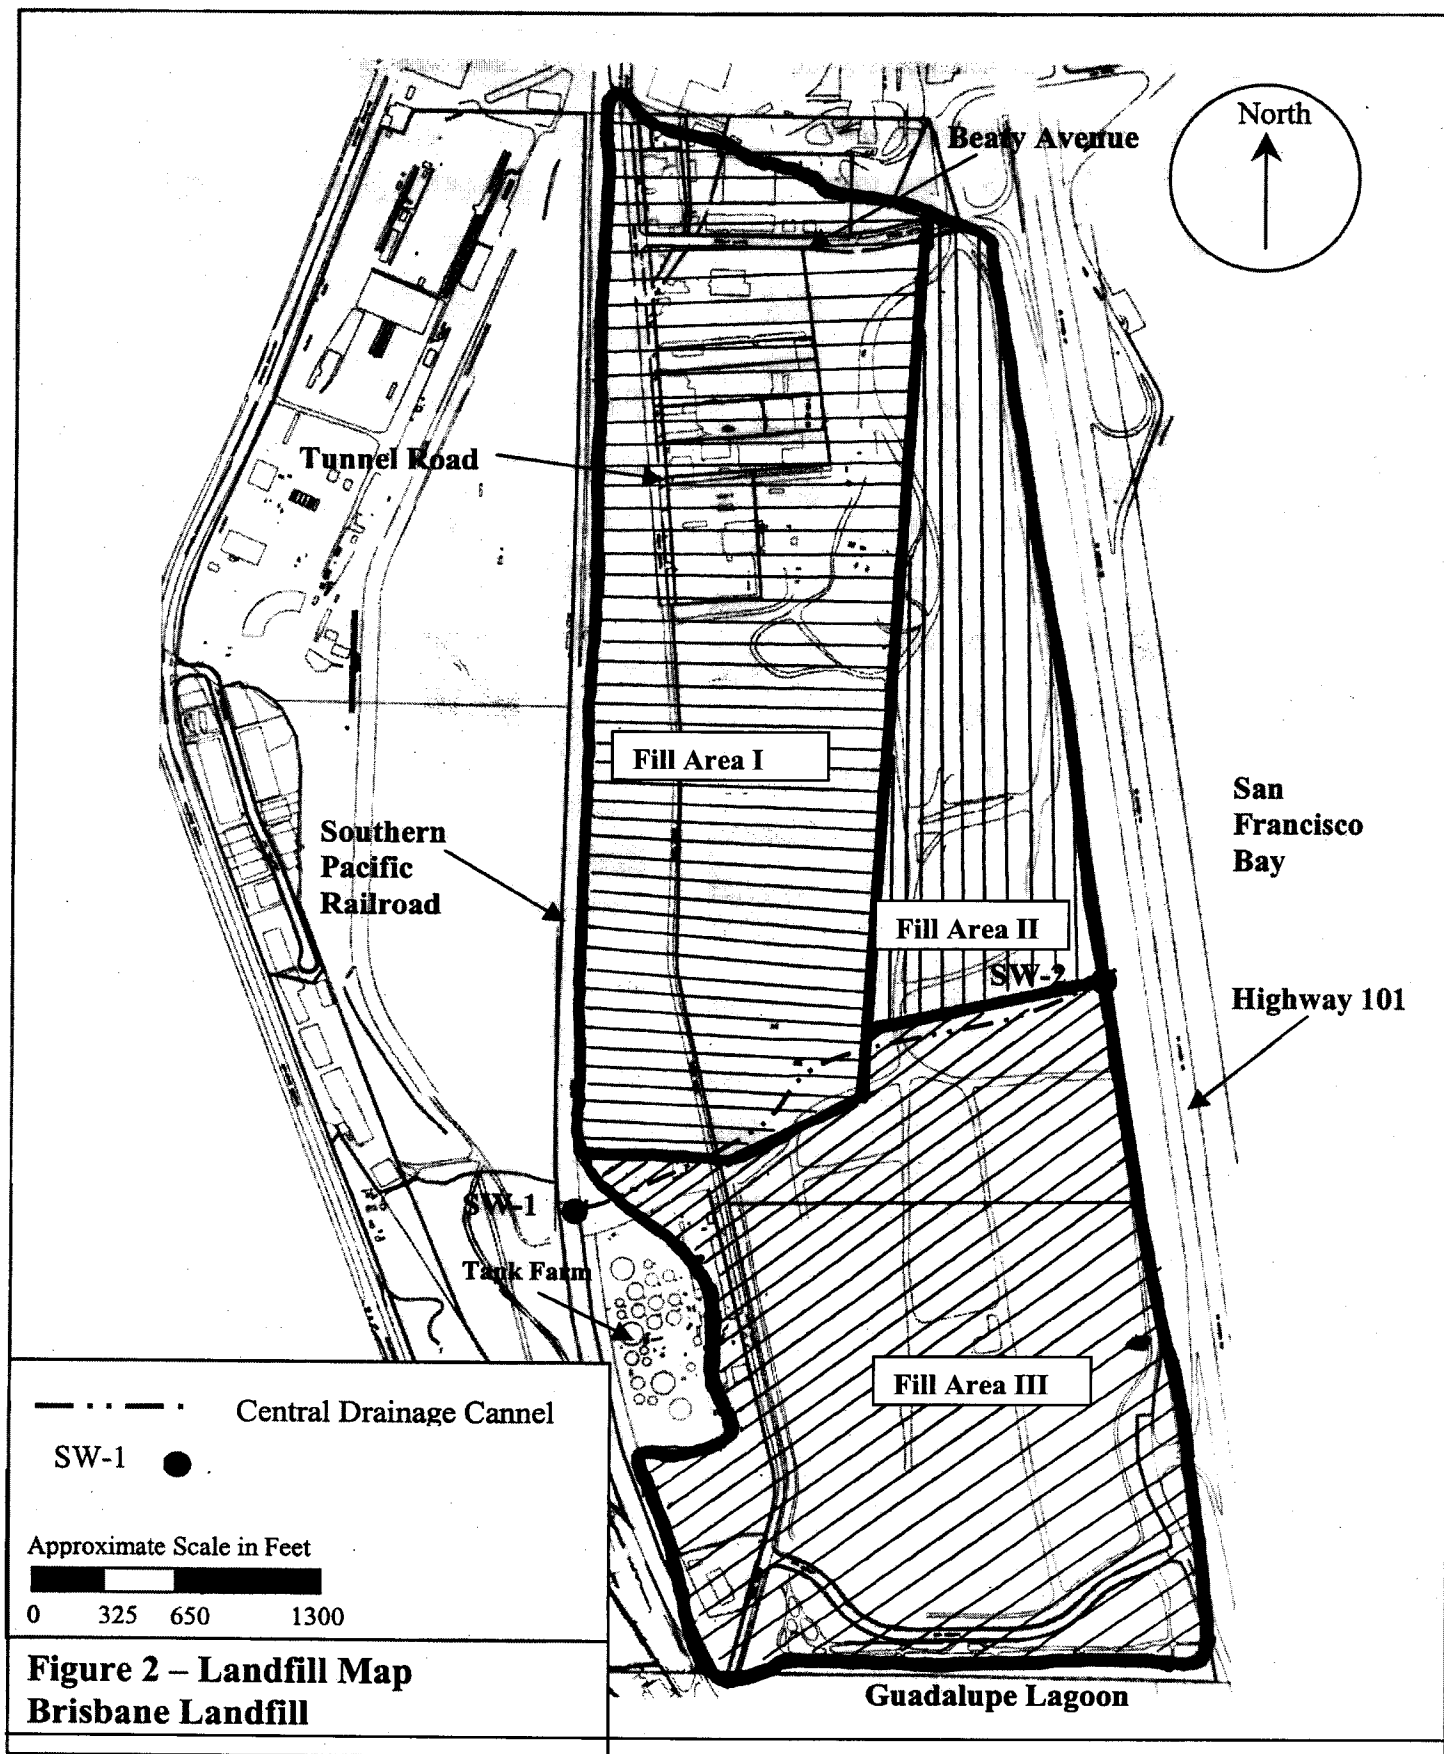 North
Beaty Avenue
Tunnel Road
Fill Area I
San
Francisco
Bay
Southern
Pacific
Railroad
Fill Area II
SW-2
Highway 101
SW-1
Tank Farm
Fill Area III
Central Drainage Cannel
SW-1
Approximate Scale in Feet
0 325 650 1300
Figure 2 – Landfill Map
Brisbane Landfill
Guadalupe Lagoon